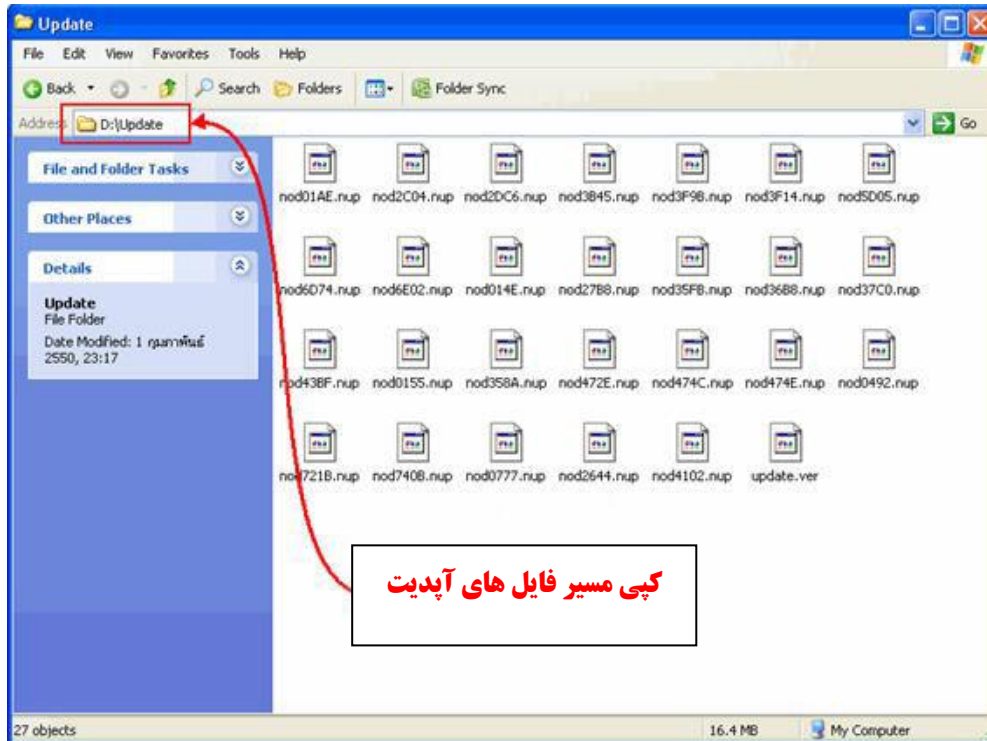 Update
File Edit View Favorites Tools Help
Back Search Folders Folder Sync
Address D:\Update Go
File and Folder Tasks
Other Places
Details
Update
File Folder
Date Modified: 1 กุมภาพันธ์
2550, 23:17
nod01AE.nup nod2C04.nup nod2DC6.nup nod3B45.nup nod3F9B.nup nod3F14.nup nod5D05.nup
nod6D74.nup nod6E02.nup nod014E.nup nod27B8.nup nod35FB.nup nod36B8.nup nod37C0.nup
nod43BF.nup nod0155.nup nod358A.nup nod472E.nup nod474C.nup nod474E.nup nod0492.nup
nod721B.nup nod740B.nup nod0777.nup nod2644.nup nod4102.nup update.ver
کپی مسیر فایل های آپدیت
27 objects 16.4 MB My Computer